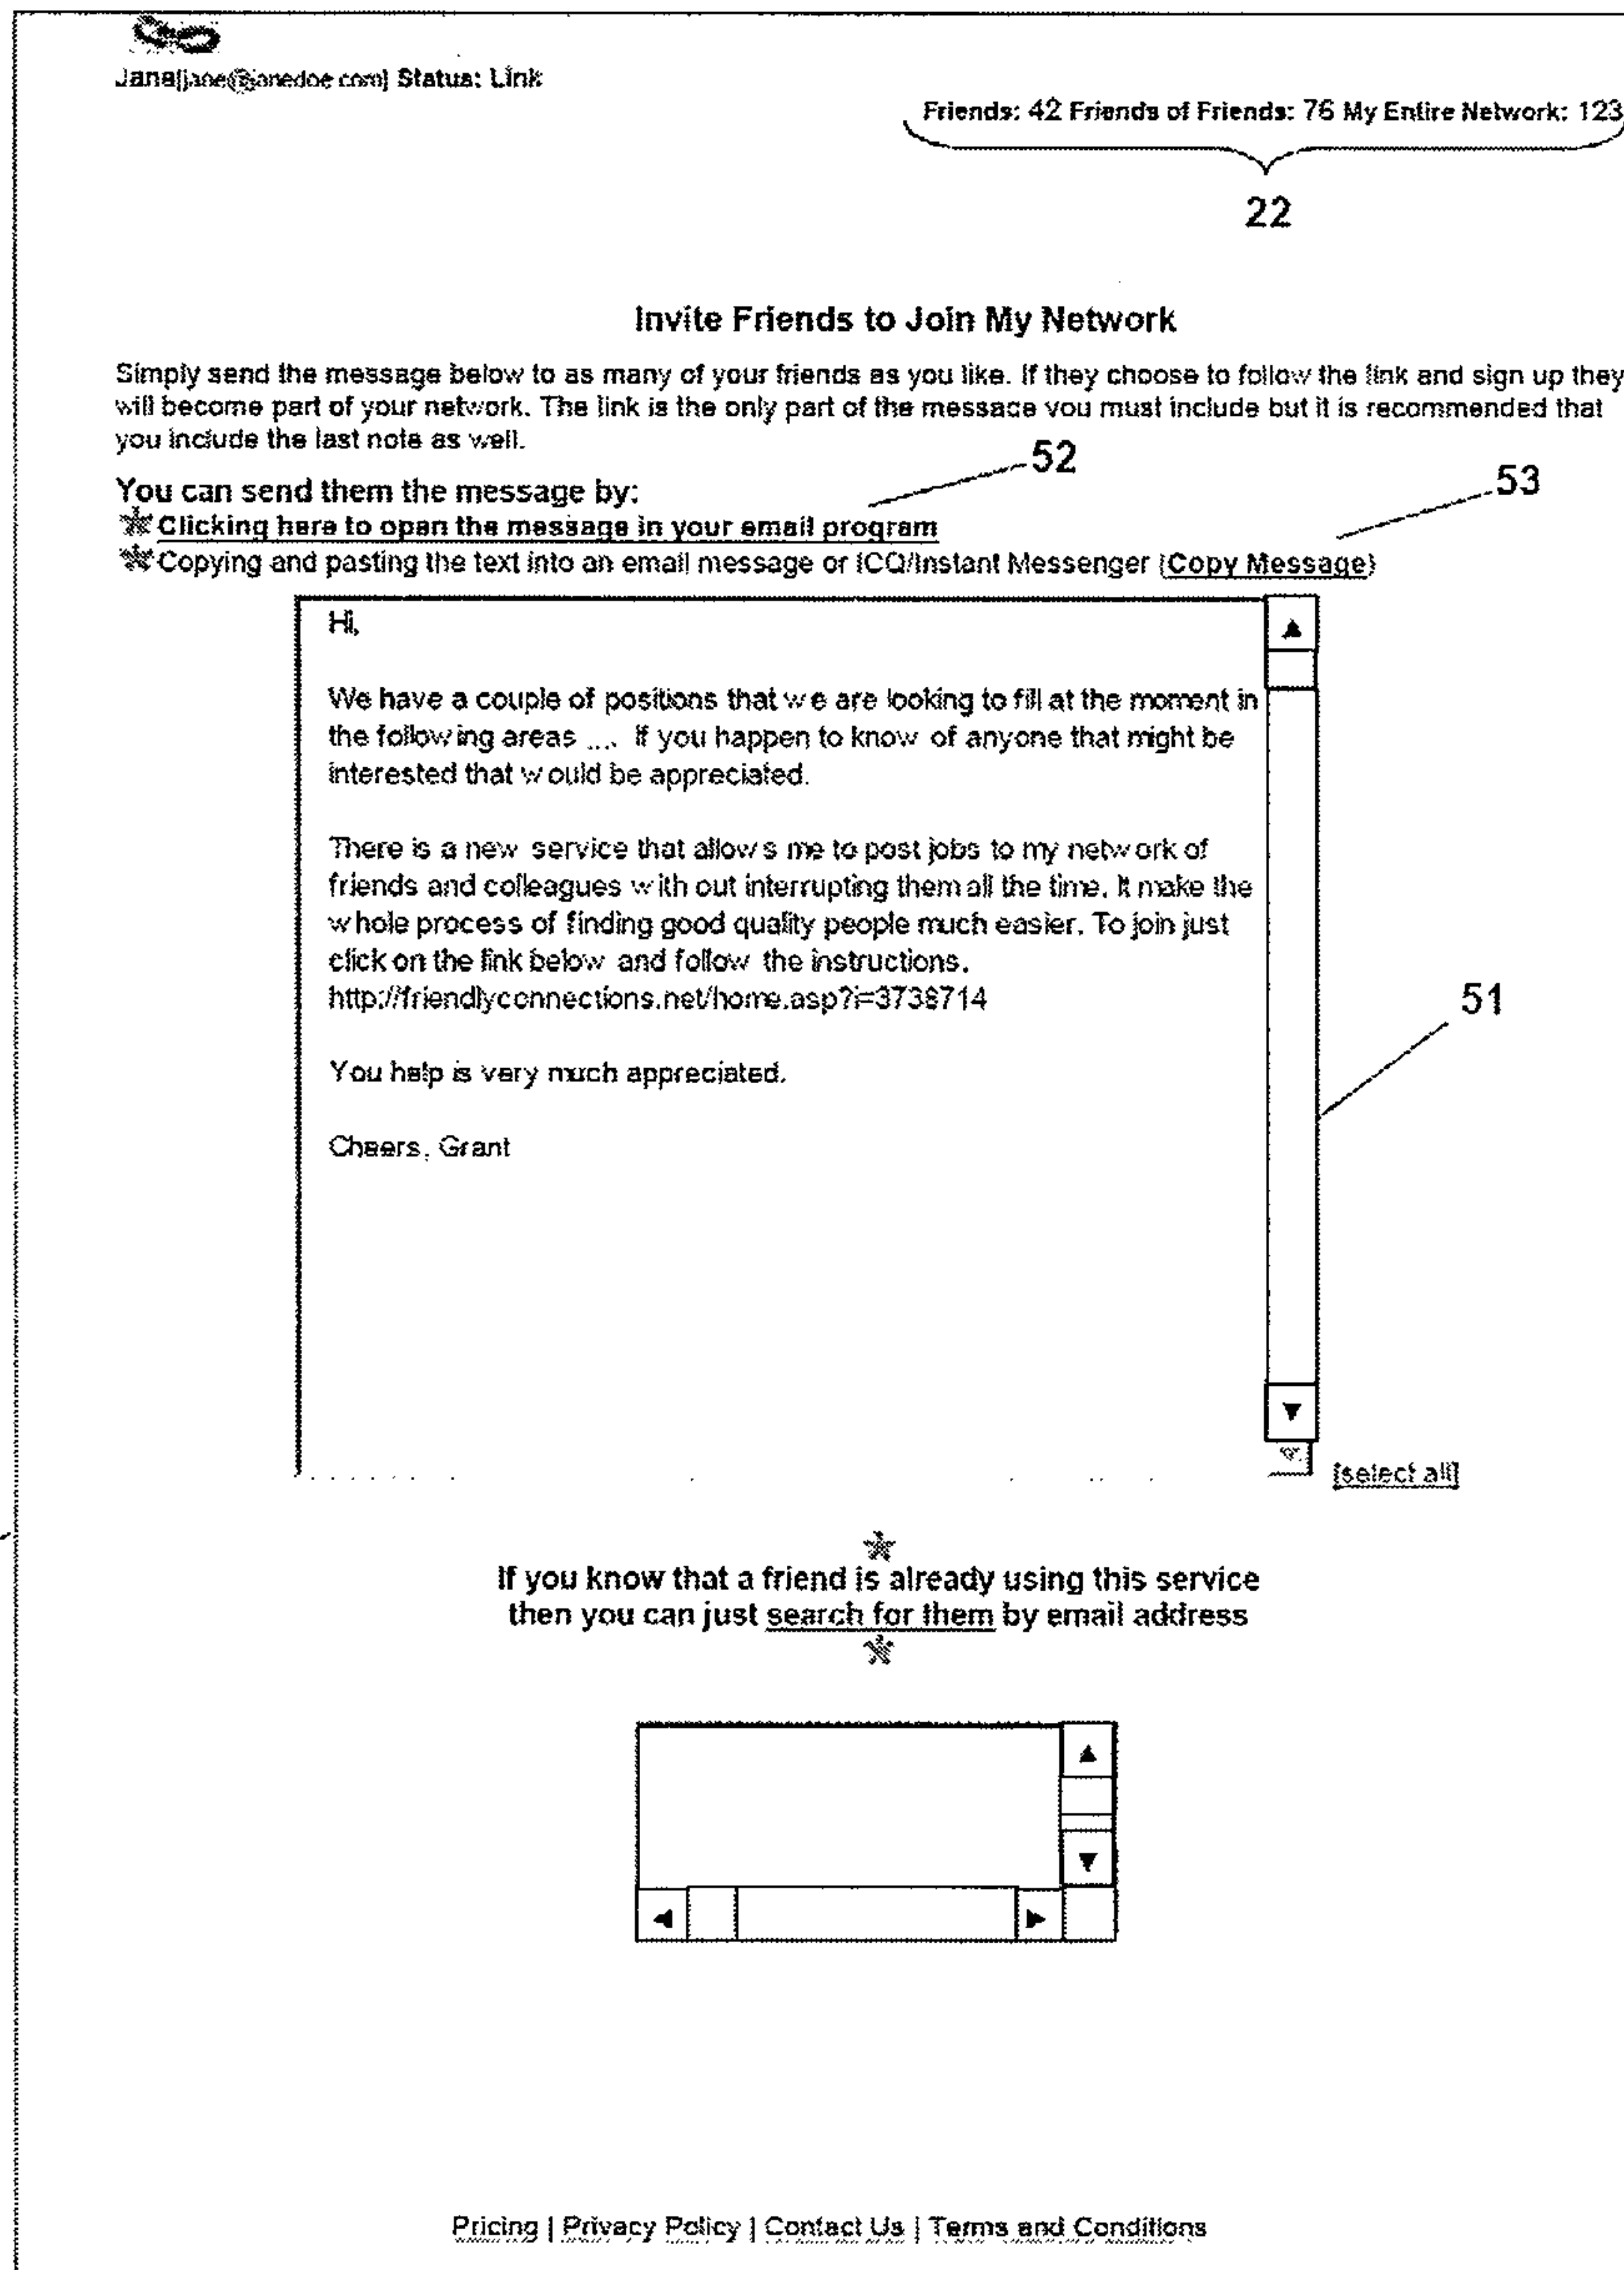 Jane[jane@janedoe.com] Status: Link
Friends: 42 Friends of Friends: 76 My Entire Network: 123
22
Invite Friends to Join My Network
Simply send the message below to as many of your friends as you like. If they choose to follow the link and sign up they
will become part of your network. The link is the only part of the message you must include but it is recommended that
you include the last note as well.
52
53
You can send them the message by:
Clicking here to open the message in your email program
Copying and pasting the text into an email message or ICQ/Instant Messenger (Copy Message)
Hi,
We have a couple of positions that we are looking to fill at the moment in
the following areas .... If you happen to know of anyone that might be
interested that would be appreciated.
There is a new service that allows me to post jobs to my network of
friends and colleagues with out interrupting them all the time. It make the
whole process of finding good quality people much easier. To join just
click on the link below and follow the instructions.
http://friendlyconnections.net/home.asp?i=3738714
51
You help is very much appreciated.
Cheers, Grant
[select all]
If you know that a friend is already using this service
then you can just search for them by email address
Pricing | Privacy Policy | Contact Us | Terms and Conditions